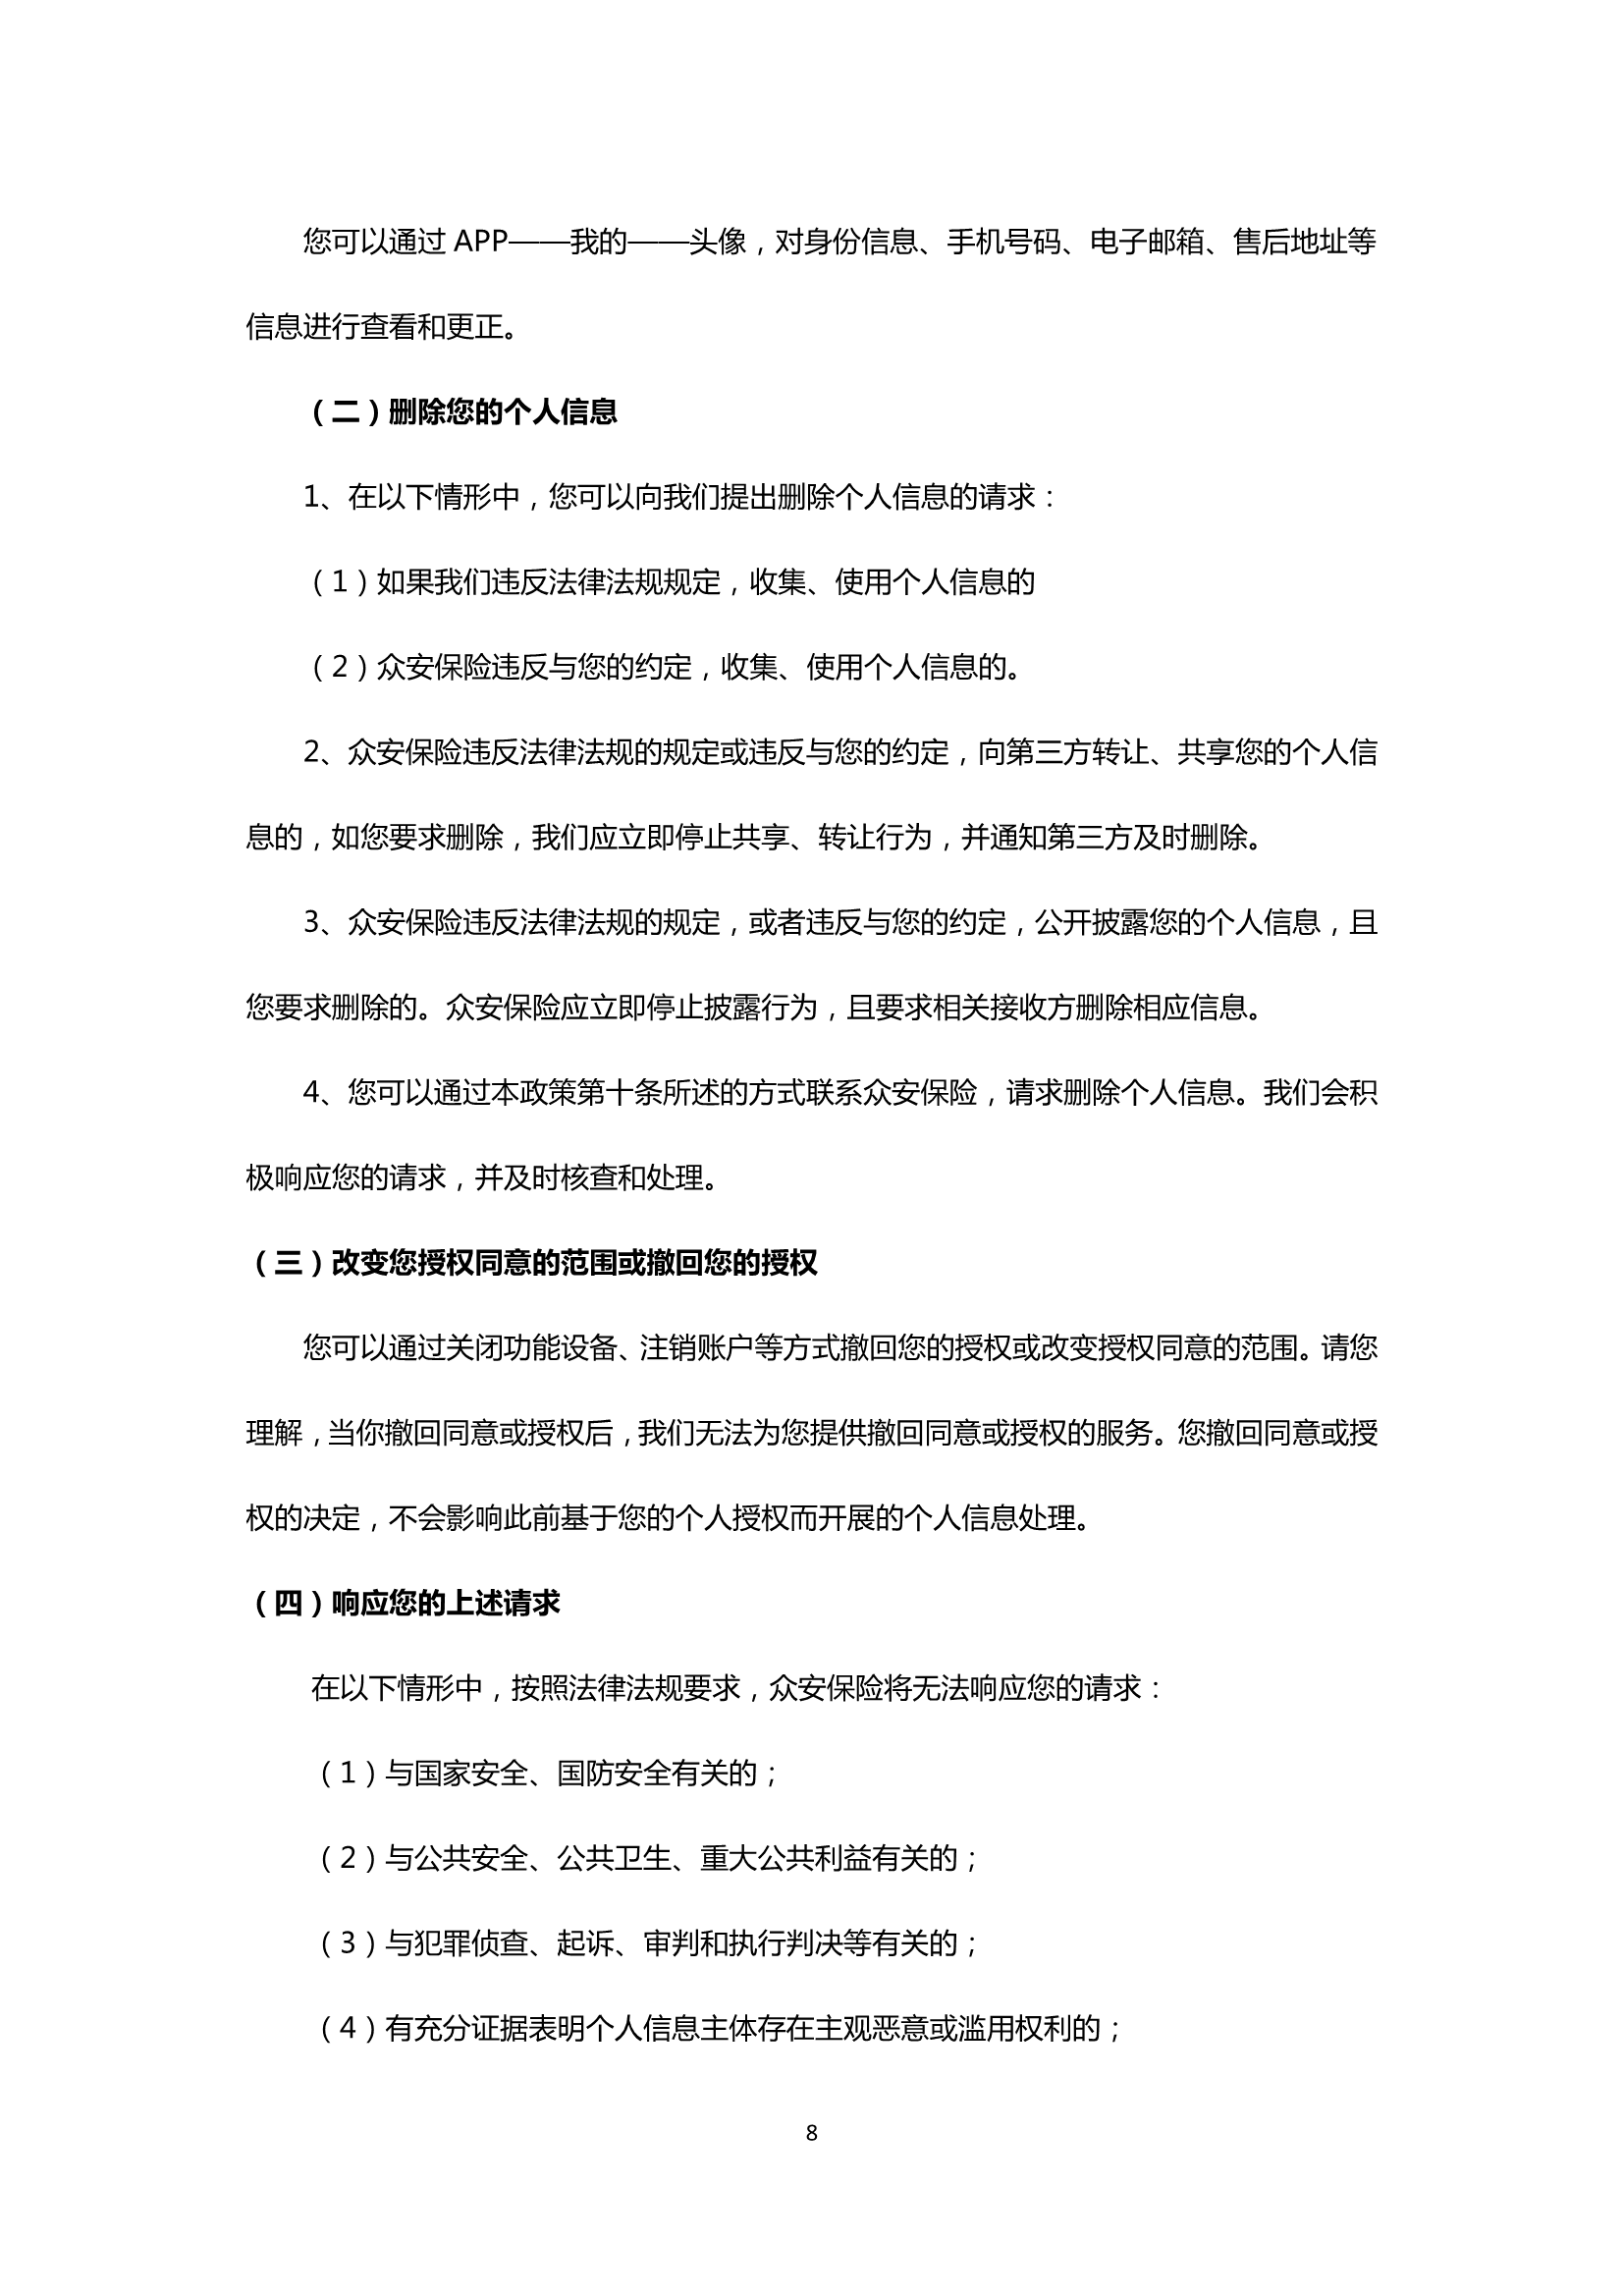 您可以通过 APP——我的——头像，对身份信息、手机号码、电子邮箱、售后地址等
信息进行查看和更正。
（二）删除您的个人信息
1、在以下情形中，您可以向我们提出删除个人信息的请求：
（1）如果我们违反法律法规规定，收集、使用个人信息的
（2）众安保险违反与您的约定，收集、使用个人信息的。
2、众安保险违反法律法规的规定或违反与您的约定，向第三方转让、共享您的个人信
息的，如您要求删除，我们应立即停止共享、转让行为，并通知第三方及时删除。
3、众安保险违反法律法规的规定，或者违反与您的约定，公开披露您的个人信息，且
您要求删除的。众安保险应立即停止披露行为，且要求相关接收方删除相应信息。
4、您可以通过本政策第十条所述的方式联系众安保险，请求删除个人信息。我们会积
极响应您的请求，并及时核查和处理。
（三）改变您授权同意的范围或撤回您的授权
您可以通过关闭功能设备、注销账户等方式撤回您的授权或改变授权同意的范围。请您
理解，当你撤回同意或授权后，我们无法为您提供撤回同意或授权的服务。您撤回同意或授
权的决定，不会影响此前基于您的个人授权而开展的个人信息处理。
（四）响应您的上述请求
在以下情形中，按照法律法规要求，众安保险将无法响应您的请求：
（1）与国家安全、国防安全有关的；
（2）与公共安全、公共卫生、重大公共利益有关的；
（3）与犯罪侦查、起诉、审判和执行判决等有关的；
（4）有充分证据表明个人信息主体存在主观恶意或滥用权利的；
8